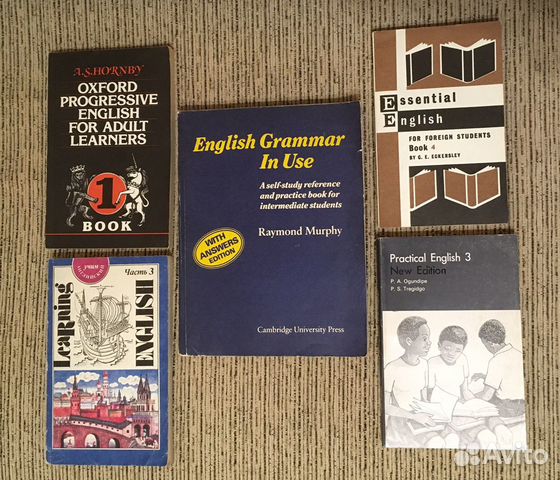 A.S.HORNBY
OXFORD
PROGRESSIVE
ENGLISH
FOR ADULT
LEARNERS
1
BOOK
English Grammar
In Use
A self-study reference
and practice book for
intermediate students
Raymond Murphy
WITH
ANSWERS
EDITION
Cambridge University Press
Essential
English
FOR FOREIGN STUDENTS
Book 4
BY C. E. ECKERSLEY
УЧИМ
АНГЛИЙСКИЙ
Часть 3
Learning
ENGLISH
Practical English 3
New Edition
P. A. Ogundipe
P. S. Tregidgo
Avito